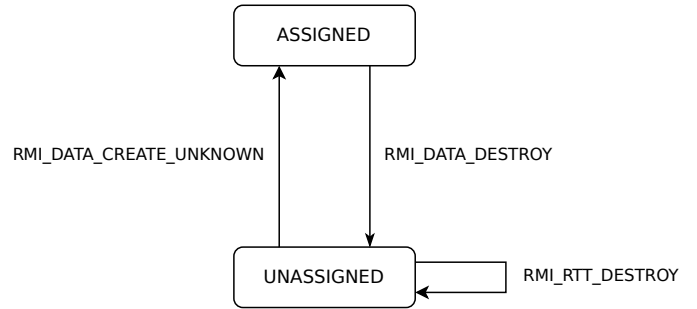 ASSIGNED
RMI_DATA_CREATE_UNKNOWN
RMI_DATA_DESTROY
UNASSIGNED
RMI_RTT_DESTROY